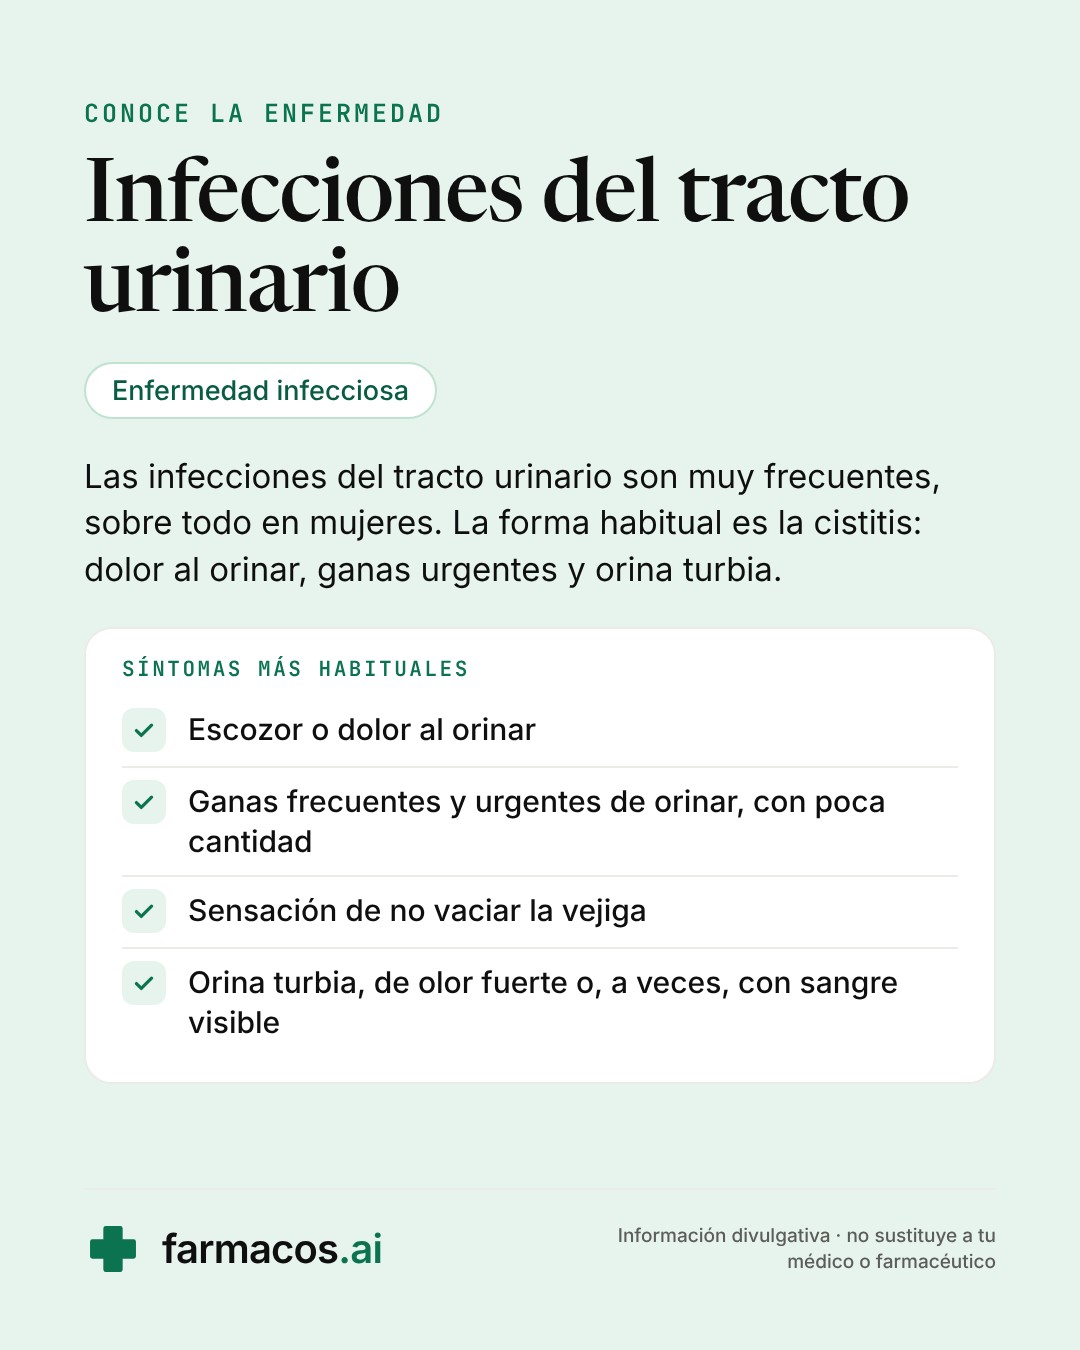 CONOCE LA ENFERMEDAD
Infecciones del tracto
urinario
Enfermedad infecciosa
Las infecciones del tracto urinario son muy frecuentes,
sobre todo en mujeres. La forma habitual es la cistitis:
dolor al orinar, ganas urgentes y orina turbia.
SÍNTOMAS MÁS HABITUALES
Escozor o dolor al orinar
Ganas frecuentes y urgentes de orinar, con poca
cantidad
Sensación de no vaciar la vejiga
Orina turbia, de olor fuerte o, a veces, con sangre
visible
farmacos.ai
Información divulgativa · no sustituye a tu
médico o farmacéutico